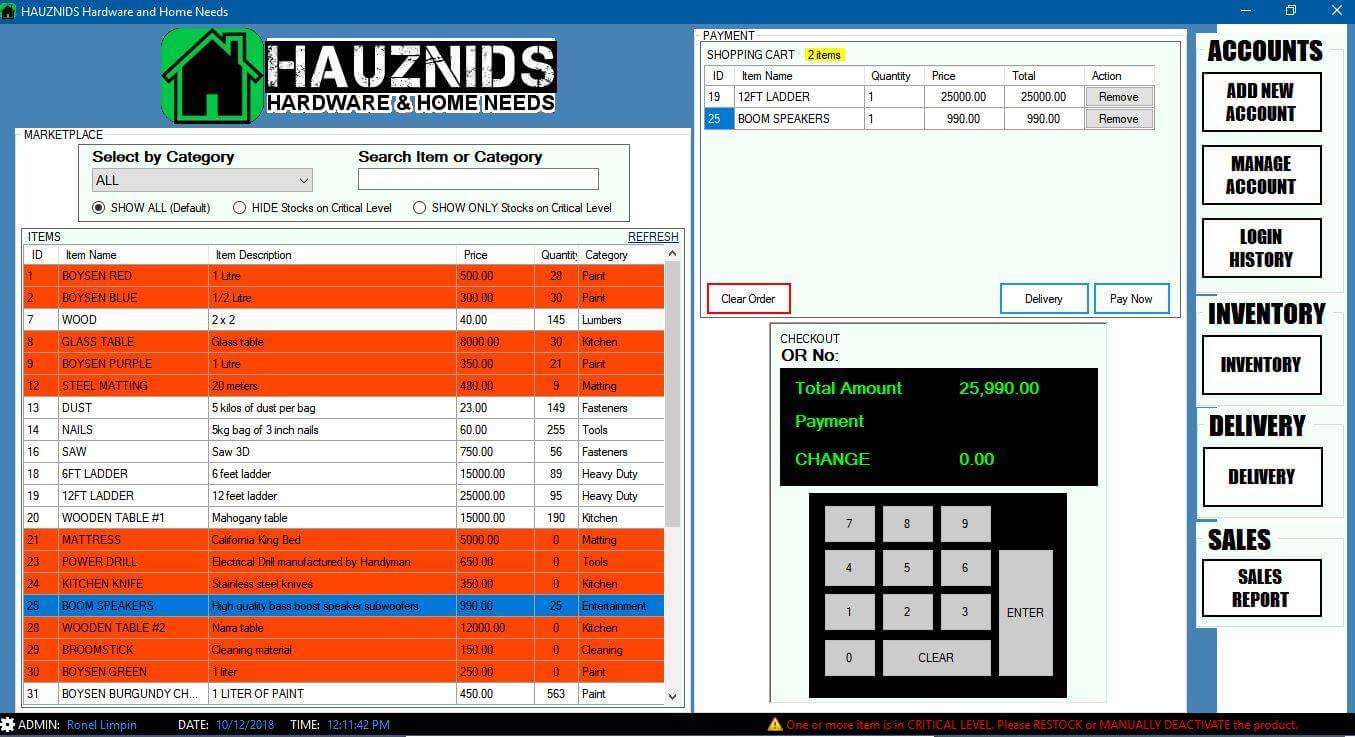 HAUZNIDS Hardware and Home Needs
HAUZNIDS
HARDWARE & HOME NEEDS
MARKETPLACE
Select by Category
Search Item or Category
ALL
SHOW ALL (Default)
HIDE Stocks on Critical Level
SHOW ONLY Stocks on Critical Level
ITEMS
REFRESH
ID Item Name Item Description Price Quantity Category
1 BOYSEN RED 1 Litre 500.00 28 Paint
2 BOYSEN BLUE 1/2 Litre 300.00 30 Paint
7 WOOD 2 x 2 40.00 145 Lumbers
8 GLASS TABLE Glass table 8000.00 30 Kitchen
9 BOYSEN PURPLE 1 Litre 350.00 21 Paint
12 STEEL MATTING 20 meters 480.00 9 Matting
13 DUST 5 kilos of dust per bag 23.00 149 Fasteners
14 NAILS 5kg bag of 3 inch nails 60.00 255 Tools
16 SAW Saw 3D 750.00 56 Fasteners
18 6FT LADDER 6 feet ladder 15000.00 89 Heavy Duty
19 12FT LADDER 12 feet ladder 25000.00 95 Heavy Duty
20 WOODEN TABLE #1 Mahogany table 15000.00 190 Kitchen
21 MATTRESS California King Bed 5000.00 0 Matting
23 POWER DRILL Electrical Drill manufactured by Handyman 650.00 0 Tools
24 KITCHEN KNIFE Stainless steel knives 350.00 0 Kitchen
25 BOOM SPEAKERS High quality bass boost speaker subwoofers 990.00 25 Entertainment
28 WOODEN TABLE #2 Narra table 12000.00 0 Kitchen
29 BROOMSTICK Cleaning material 150.00 0 Cleaning
30 BOYSEN GREEN 1 liter 250.00 0 Paint
31 BOYSEN BURGUNDY CH... 1 LITER OF PAINT 450.00 563 Paint
PAYMENT
SHOPPING CART 2 items
ID Item Name Quantity Price Total Action
19 12FT LADDER 1 25000.00 25000.00 Remove
25 BOOM SPEAKERS 1 990.00 990.00 Remove
Clear Order
Delivery
Pay Now
CHECKOUT
OR No:
Total Amount 25,990.00
Payment
CHANGE 0.00
7 8 9
4 5 6
1 2 3
ENTER
0 CLEAR
ACCOUNTS
ADD NEW
ACCOUNT
MANAGE
ACCOUNT
LOGIN
HISTORY
INVENTORY
INVENTORY
DELIVERY
DELIVERY
SALES
SALES
REPORT
ADMIN: Ronel Limpin DATE: 10/12/2018 TIME: 12:11:42 PM
One or more item is in CRITICAL LEVEL. Please RESTOCK or MANUALLY DEACTIVATE the product.